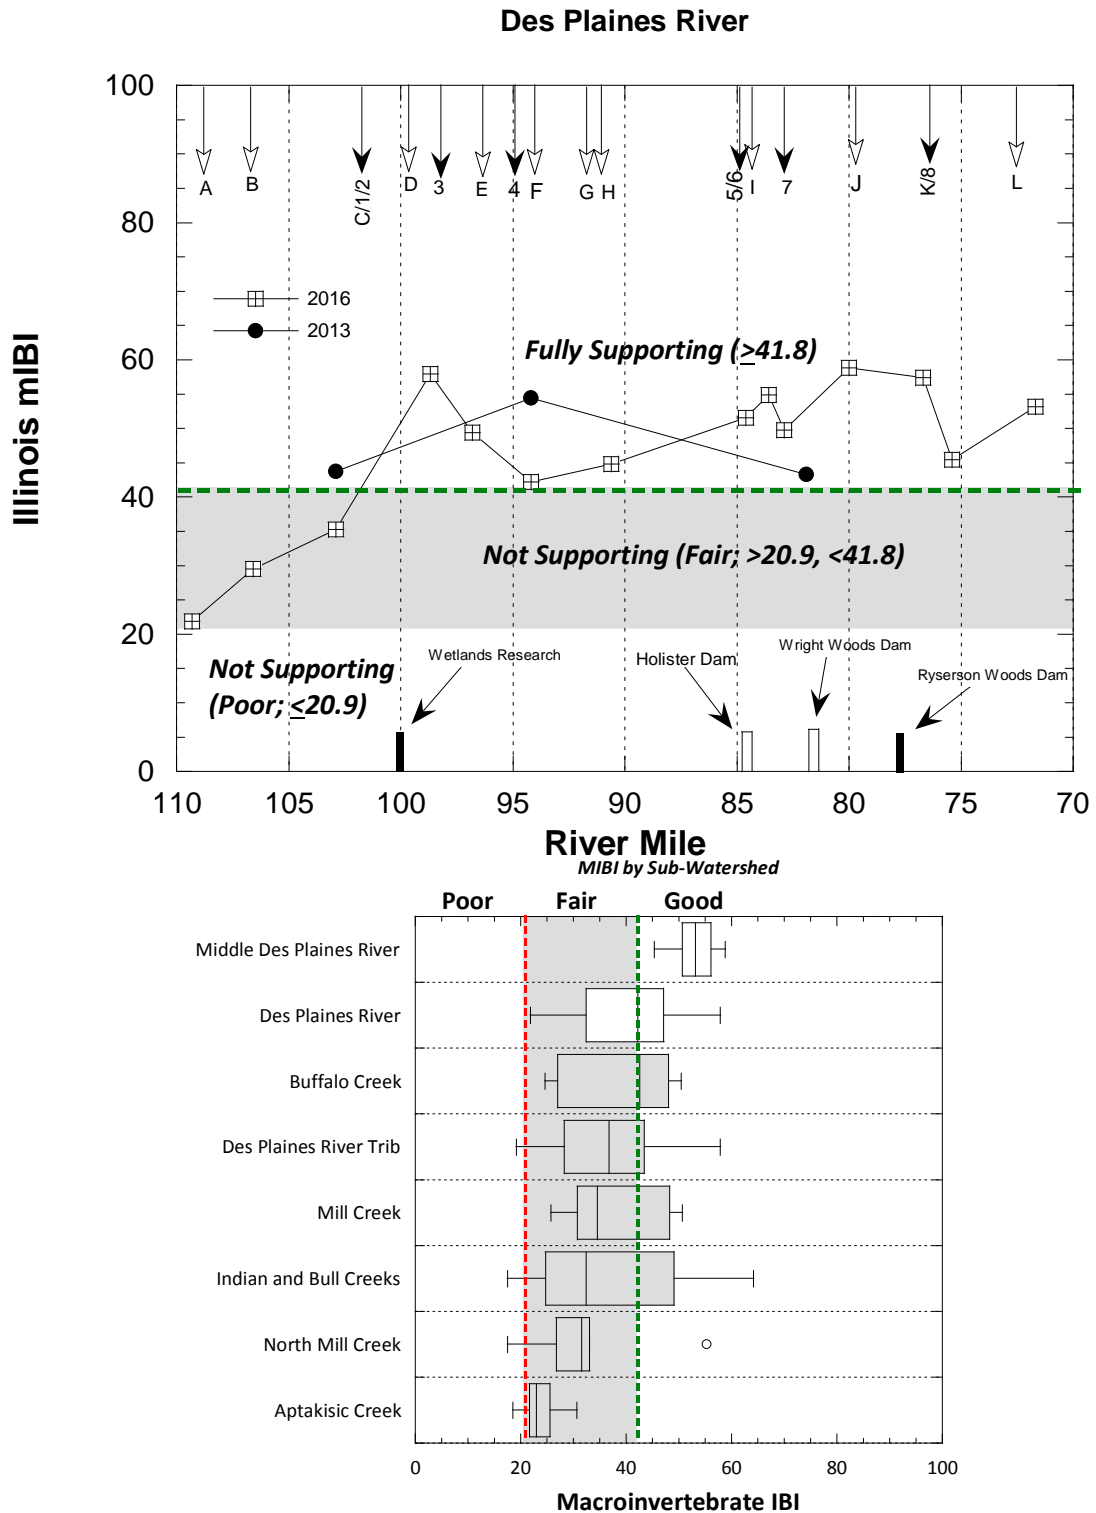 Des Plaines River
100
A
B
C/1/2
D
3
E
4
F
G
H
5/6
I
7
J
K/8
L
80
2016
2013
Fully Supporting (>41.8)
60
Illinois mIBI
40
Not Supporting (Fair; >20.9, <41.8)
20
Not Supporting
(Poor; <20.9)
Wetlands Research
Holister Dam
Wright Woods Dam
Ryserson Woods Dam
0
110 105 100 95 90 85 80 75 70
River Mile
MIBI by Sub-Watershed
Poor Fair Good
Middle Des Plaines River
Des Plaines River
Buffalo Creek
Des Plaines River Trib
Mill Creek
Indian and Bull Creeks
North Mill Creek
Aptakisic Creek
0 20 40 60 80 100
Macroinvertebrate IBI